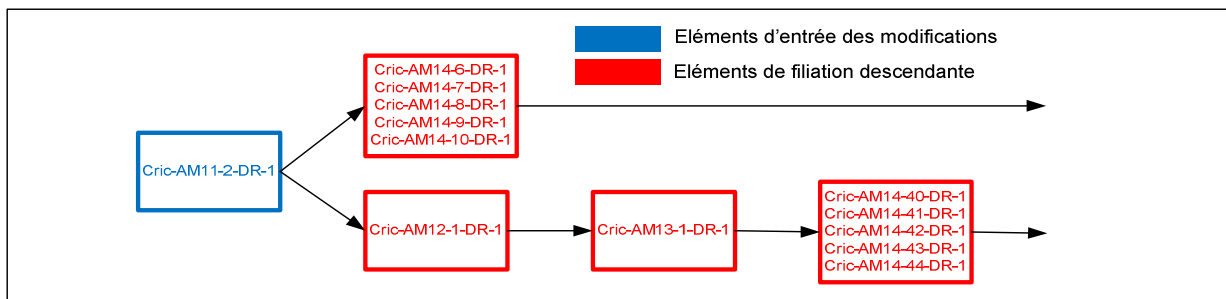 Eléments d'entrée des modifications
Eléments de filiation descendante
Cric-AM14-6-DR-1
Cric-AM14-7-DR-1
Cric-AM14-8-DR-1
Cric-AM14-9-DR-1
Cric-AM14-10-DR-1
Cric-AM11-2-DR-1
Cric-AM12-1-DR-1
Cric-AM13-1-DR-1
Cric-AM14-40-DR-1
Cric-AM14-41-DR-1
Cric-AM14-42-DR-1
Cric-AM14-43-DR-1
Cric-AM14-44-DR-1